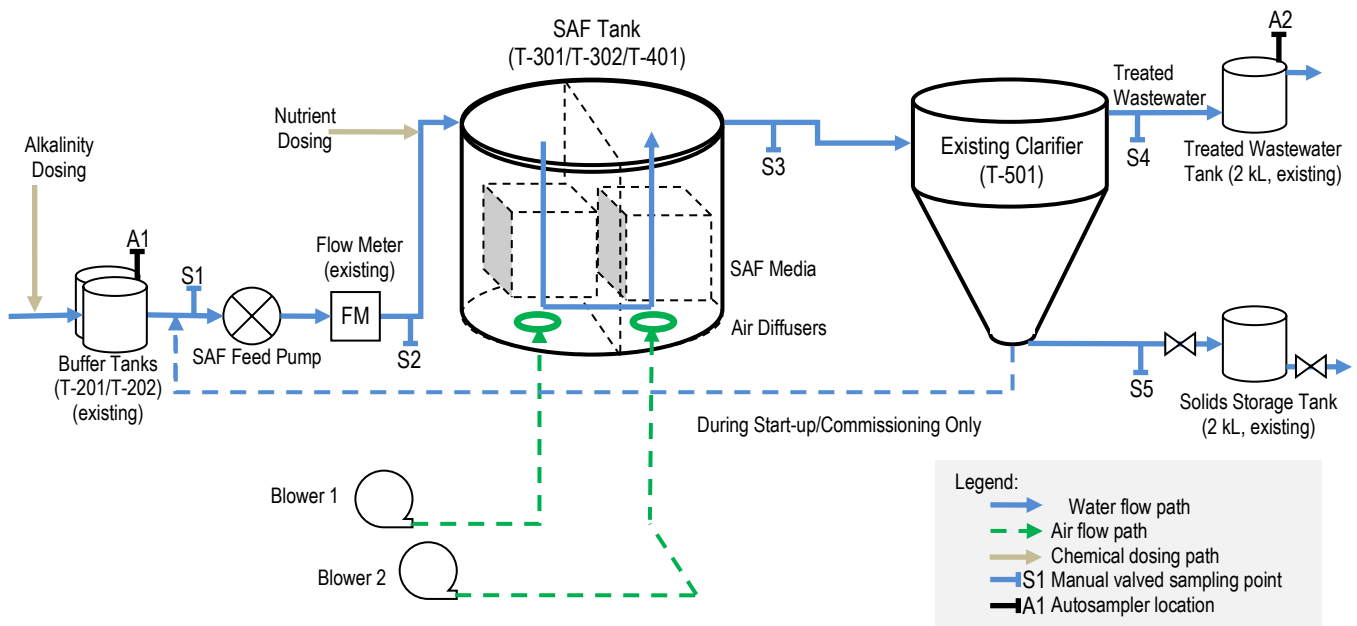 SAF Tank
(T-301/T-302/T-401)
A2
Nutrient
Dosing
Treated
Wastewater
Alkalinity
Dosing
S3
Existing Clarifier
(T-501)
S4
Treated Wastewater
Tank (2 kL, existing)
A1
S1
Flow Meter
(existing)
SAF Media
FM
Air Diffusers
Buffer Tanks
(T-201/T-202)
(existing)
SAF Feed Pump
S2
S5
Solids Storage Tank
(2 kL, existing)
During Start-up/Commissioning Only
Blower 1
Blower 2
Legend:
Water flow path
Air flow path
Chemical dosing path
S1 Manual valved sampling point
A1 Autosampler location